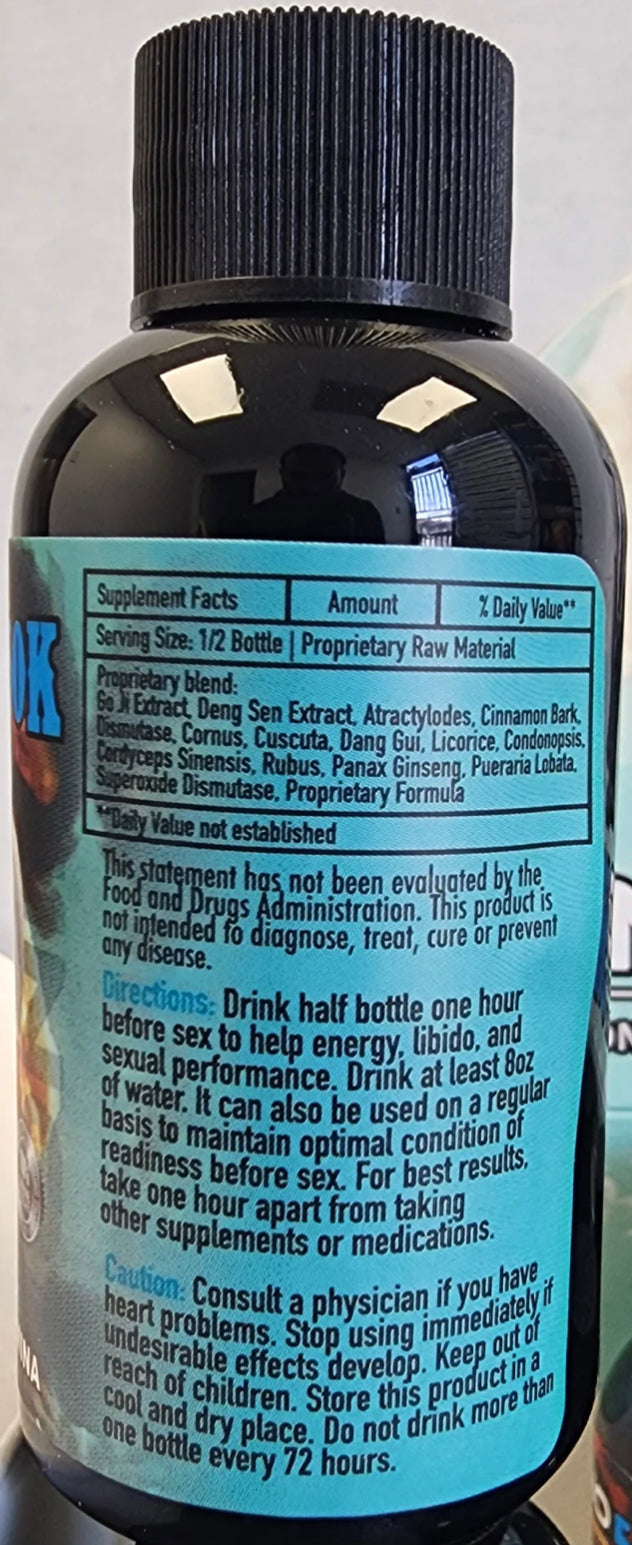 OK
Supplement Facts Amount % Daily Value**
Serving Size: 1/2 Bottle | Proprietary Raw Material
Proprietary blend:
Go Ji Extract, Deng Sen Extract, Atractylodes, Cinnamon Bark,
Dismutase, Cornus, Cuscuta, Dang Gui, Licorice, Condonopsis,
Cordyceps Sinensis, Rubus, Panax Ginseng, Pueraria Lobata,
Superoxide Dismutase, Proprietary Formula
**Daily Value not established
This statement has not been evaluated by the
Food and Drugs Administration. This product is
not intended to diagnose, treat, cure or prevent
any disease.
Directions: Drink half bottle one hour
before sex to help energy, libido, and
sexual performance. Drink at least 8oz
of water. It can also be used on a regular
basis to maintain optimal condition of
readiness before sex. For best results,
take one hour apart from taking
other supplements or medications.
Caution: Consult a physician if you have
heart problems. Stop using immediately if
undesirable effects develop. Keep out of
reach of children. Store this product in a
cool and dry place. Do not drink more than
one bottle every 72 hours.